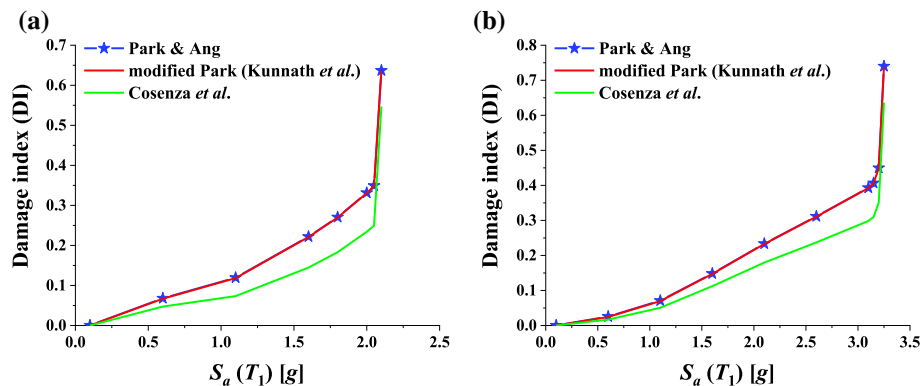 (a)
Park & Ang
modified Park (Kunnath et al.)
Cosenza et al.
Damage index (DI)
0.7
0.6
0.5
0.4
0.3
0.2
0.1
0.0
0.0 0.5 1.0 1.5 2.0 2.5
Sa (T1) [g]
(b)
Park & Ang
modified Park (Kunnath et al.)
Cosenza et al.
Damage index (DI)
0.8
0.7
0.6
0.5
0.4
0.3
0.2
0.1
0.0
0.0 0.5 1.0 1.5 2.0 2.5 3.0 3.5
Sa (T1) [g]